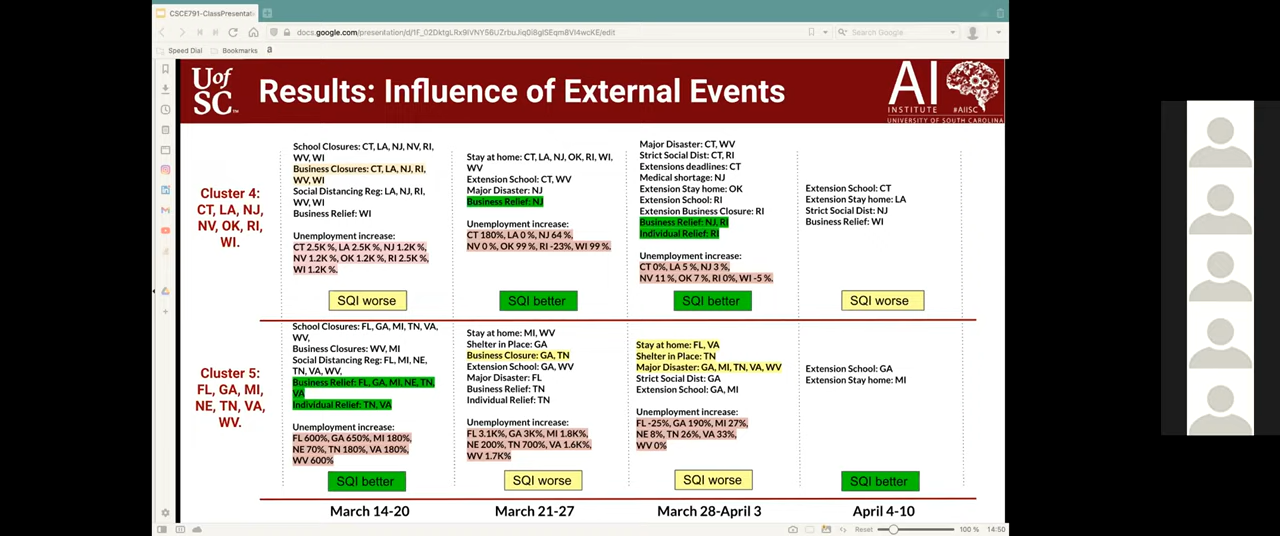 CSCE791-ClassPresentat
docs.google.com/presentation/d/1F_02DktgLRx9IVNY56UZrbuJiq0i8glSEqm8Vl4wcKE/edit
Search Google
Speed Dial
Bookmarks
a
U of
SC
Results: Influence of External Events
AI
INSTITUTE
#AIISC
UNIVERSITY OF SOUTH CAROLINA
Cluster 4:
CT, LA, NJ,
NV, OK, RI,
WI.
School Closures: CT, LA, NJ, NV, RI,
WV, WI
Business Closures: CT, LA, NJ, RI,
WV, WI
Social Distancing Reg: LA, NJ, RI,
WV, WI
Business Relief: WI
Unemployment increase:
CT 2.5K %, LA 2.5K %, NJ 1.2K %,
NV 1.2K %, OK 1.2K %, RI 2.5K %,
WI 1.2K %.
SQI worse
Stay at home: CT, LA, NJ, OK, RI, WI,
WV
Extension School: CT, WV
Major Disaster: NJ
Business Relief: NJ
Unemployment increase:
CT 180%, LA 0 %, NJ 64 %,
NV 0 %, OK 99 %, RI -23%, WI 99 %.
SQI better
Major Disaster: CT, WV
Strict Social Dist: CT, RI
Extensions deadlines: CT
Medical shortage: NJ
Extension Stay home: OK
Extension School: RI
Extension Business Closure: RI
Business Relief: NJ, RI
Individual Relief: RI
Unemployment increase:
CT 0%, LA 5 %, NJ 3 %,
NV 11 %, OK 7 %, RI 0%, WI -5 %.
SQI better
Extension School: CT
Extension Stay home: LA
Strict Social Dist: NJ
Business Relief: WI
SQI worse
Cluster 5:
FL, GA, MI,
NE, TN, VA,
WV.
School Closures: FL, GA, MI, TN, VA,
WV,
Business Closures: WV, MI
Social Distancing Reg: FL, MI, NE,
TN, VA, WV,
Business Relief: FL, GA, MI, NE, TN,
VA
Individual Relief: TN, VA
Unemployment increase:
FL 600%, GA 650%, MI 180%,
NE 70%, TN 180%, VA 180%,
WV 600%
SQI better
Stay at home: MI, WV
Shelter in Place: GA
Business Closure: GA, TN
Extension School: GA, WV
Major Disaster: FL
Business Relief: TN
Individual Relief: TN
Unemployment increase:
FL 3.1K%, GA 3K%, MI 1.8K%,
NE 200%, TN 700%, VA 1.6K%,
WV 1.7K%
SQI worse
Stay at home: FL, VA
Shelter in Place: TN
Major Disaster: GA, MI, TN, VA, WV
Strict Social Dist: GA
Extension School: GA, MI
Unemployment increase:
FL -25%, GA 190%, MI 27%,
NE 8%, TN 26%, VA 33%,
WV 0%
SQI worse
Extension School: GA
Extension Stay home: MI
SQI better
March 14-20
March 21-27
March 28-April 3
April 4-10
Reset
100 %
14:50